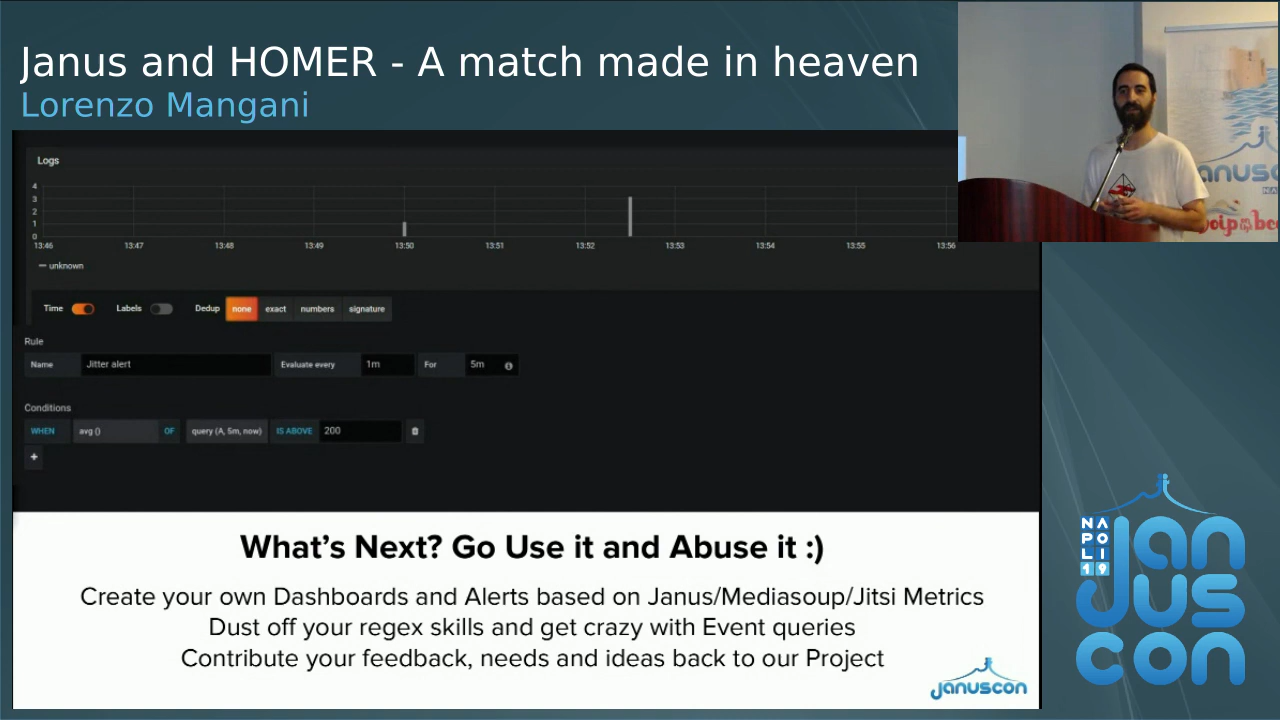 Janus and HOMER - A match made in heaven
Lorenzo Mangani
Logs
4
3
2
1
0
13:46 13:47 13:48 13:49 13:50 13:51 13:52 13:53 13:54 13:55 13:56
unknown
Time Labels Dedup none exact numbers signature
Rule
Name Jitter alert Evaluate every 1m For 5m
Conditions
WHEN avg () OF query (A, 5m, now) IS ABOVE 200
+
What's Next? Go Use it and Abuse it :)
Create your own Dashboards and Alerts based on Janus/Mediasoup/Jitsi Metrics
Dust off your regex skills and get crazy with Event queries
Contribute your feedback, needs and ideas back to our Project
januscon
NAPOLI 19
Janus
con